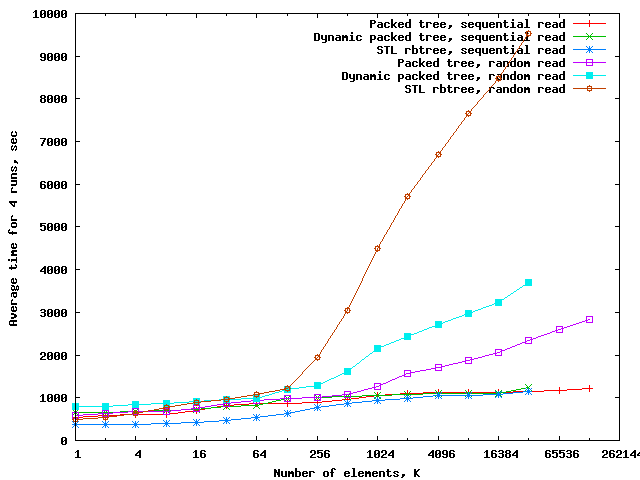 10000
Packed tree, sequential read
Dynamic packed tree, sequential read
STL rbtree, sequential read
Packed tree, random read
Dynamic packed tree, random read
STL rbtree, random read
9000
8000
7000
6000
5000
4000
3000
2000
1000
0
Average time for 4 runs, sec
1 4 16 64 256 1024 4096 16384 65536 262144
Number of elements, K